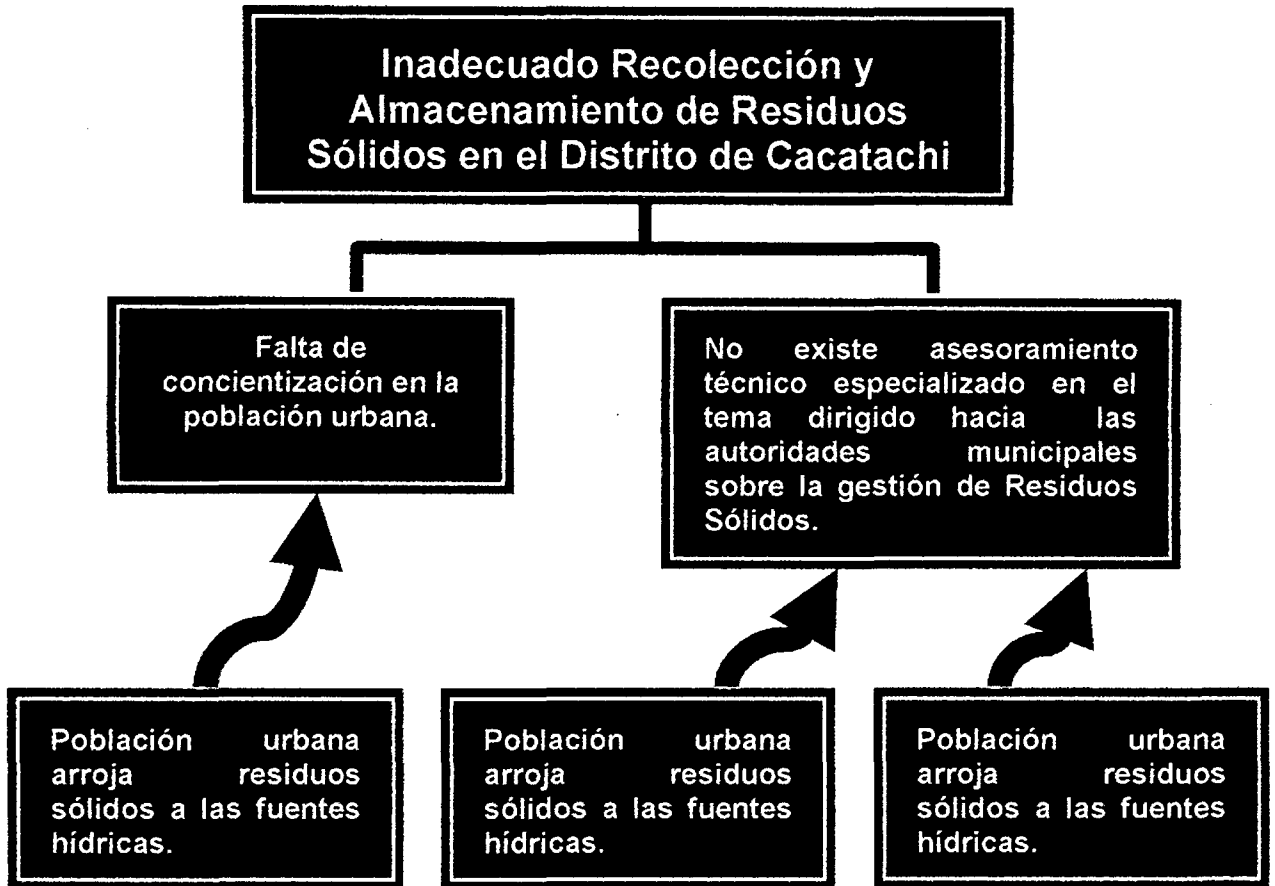 Inadecuado Recolección y
Almacenamiento de Residuos
Sólidos en el Distrito de Cacatachi
Falta de
concientización en la
población urbana.
No existe asesoramiento
técnico especializado en el
tema dirigido hacia las
autoridades municipales
sobre la gestión de Residuos
Sólidos.
Población urbana
arroja residuos
sólidos a las fuentes
hídricas.
Población urbana
arroja residuos
sólidos a las fuentes
hídricas.
Población urbana
arroja residuos
sólidos a las fuentes
hídricas.